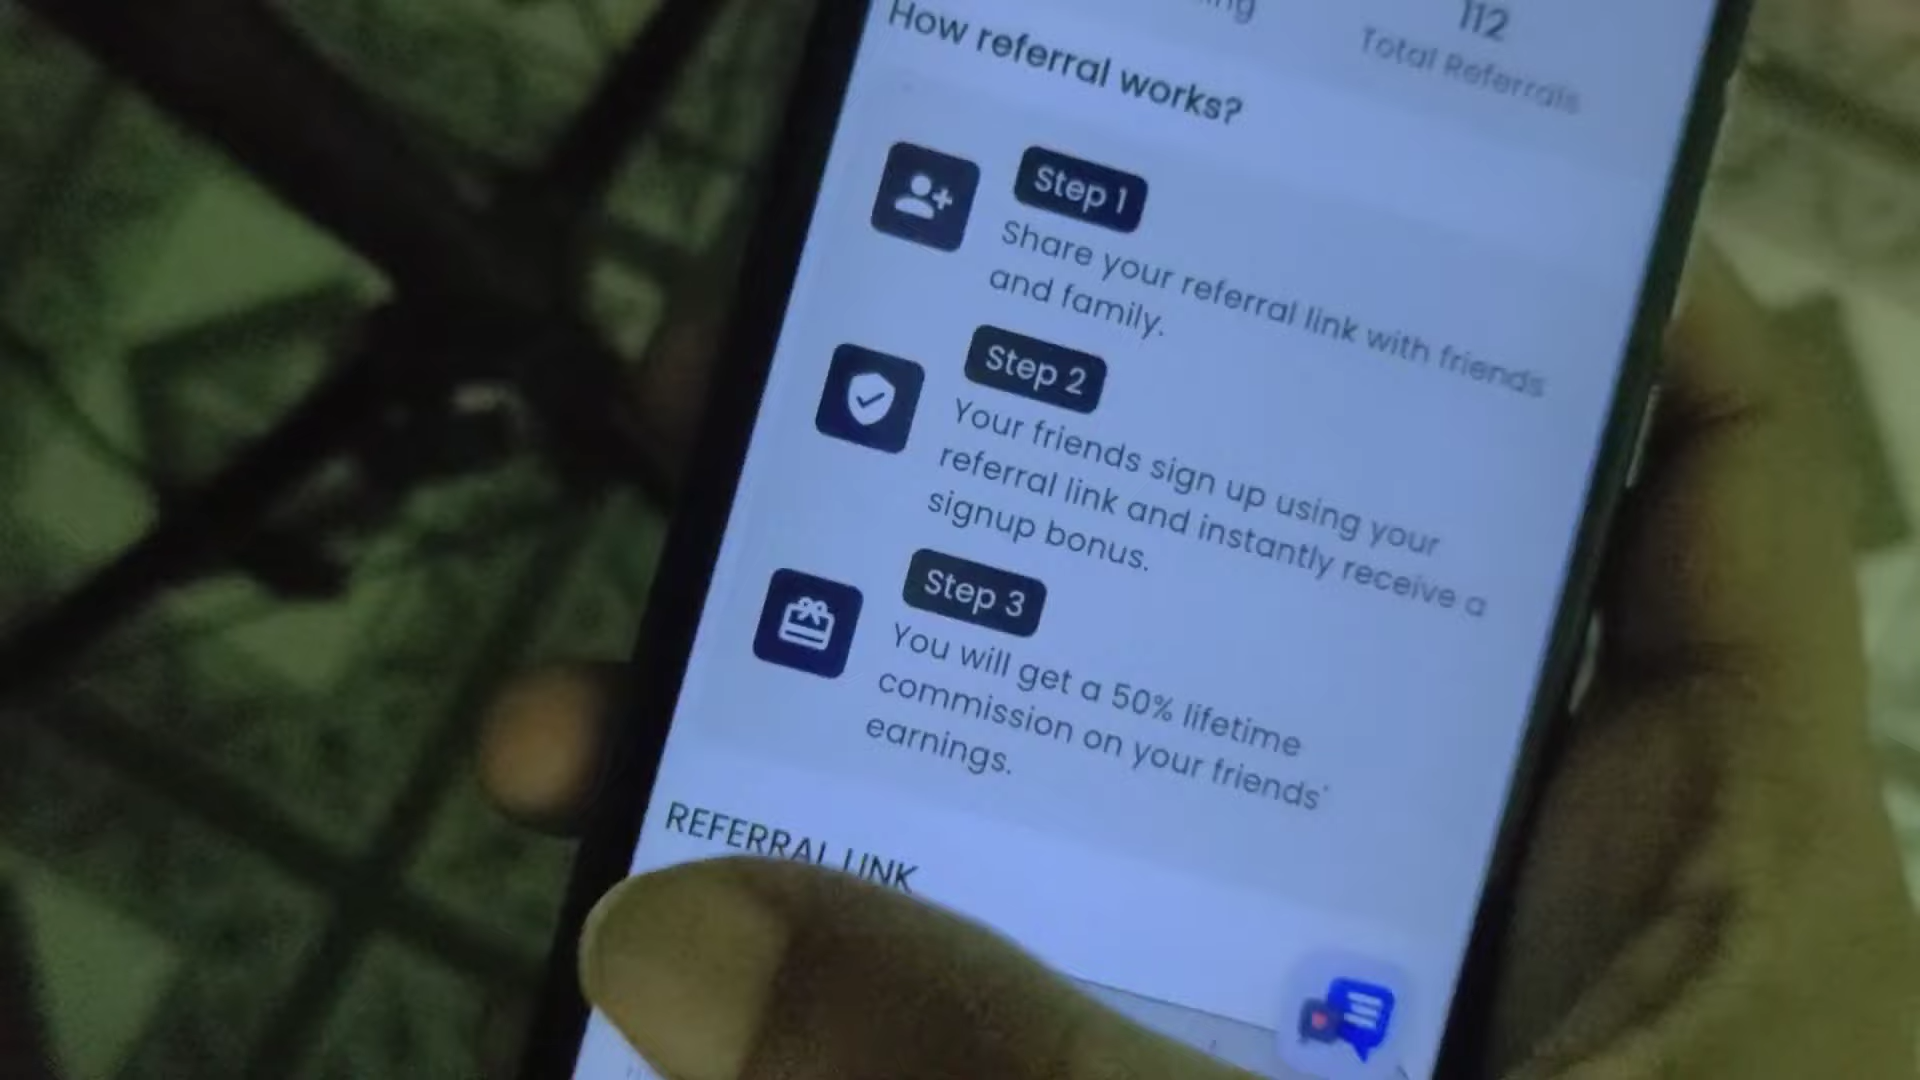 112
Total Referrals
How referral works?
Step 1
Share your referral link with friends
and family.
Step 2
Your friends sign up using your
referral link and instantly receive a
signup bonus.
Step 3
You will get a 50% lifetime
commission on your friends'
earnings.
REFERRAL LINK